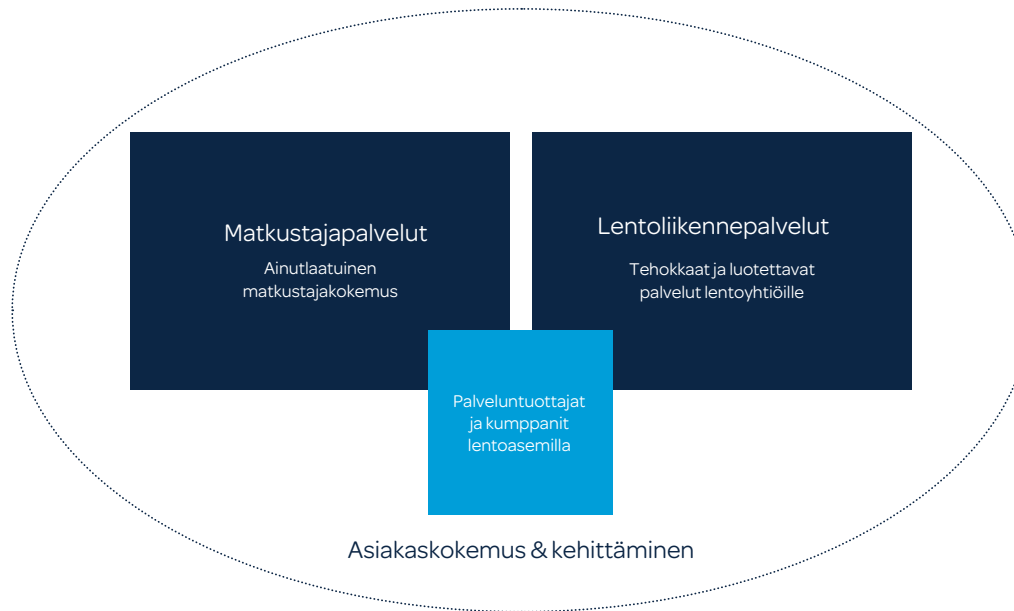 Matkustajapalvelut
Ainutlaatuinen
matkustajakokemus
Lentoliikennepalvelut
Tehokkaat ja luotettavat
palvelut lentoyhtiöille
Palveluntuottajat
ja kumppanit
lentoasemilla
Asiakaskokemus & kehittäminen